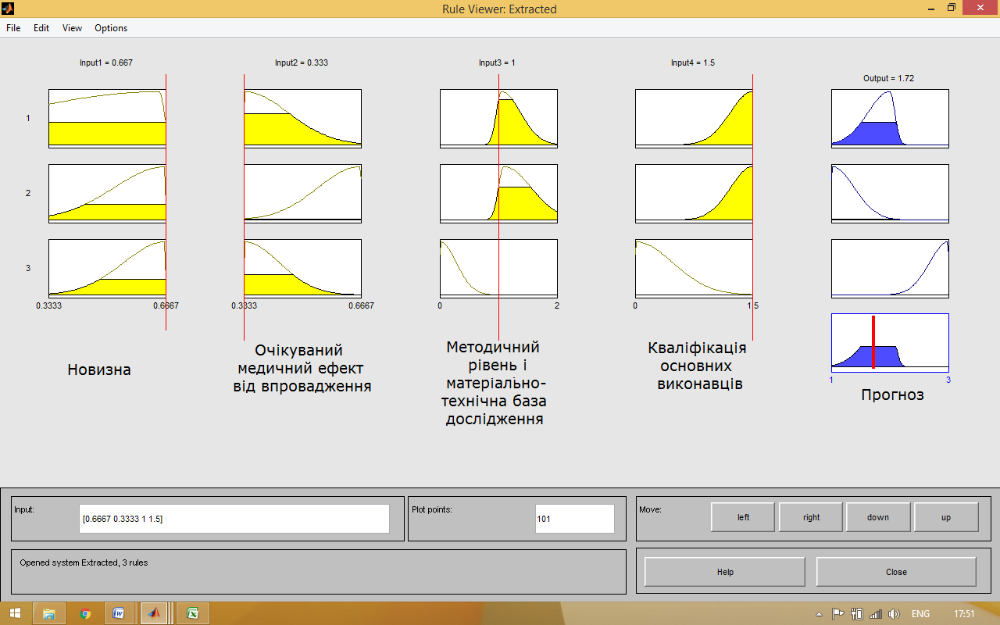 Rule Viewer: Extracted
File Edit View Options
Input1 = 0.667
Input2 = 0.333
Input3 = 1
Input4 = 1.5
Output = 1.72
1
2
3
0.3333 0.6667
0.3333 0.6667
0 2
0 1.5
1 3
Новизна
Очікуваний
медичний ефект
від впровадження
Методичний
рівень і
матеріально-
технічна база
дослідження
Кваліфікація
основних
виконавців
Прогноз
Input:
[0.6667 0.3333 1 1.5]
Plot points:
101
Move:
left
right
down
up
Opened system Extracted, 3 rules
Help
Close
ENG
17:51